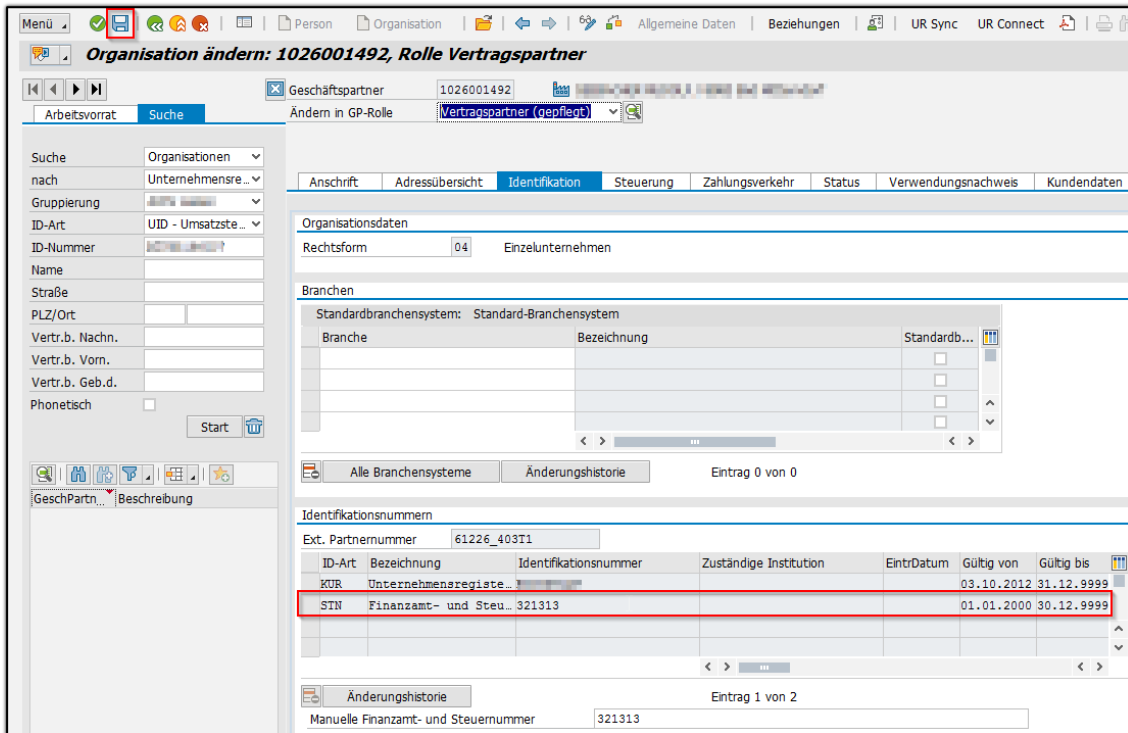 Menü Person Organisation Allgemeine Daten Beziehungen UR Sync UR Connect
Organisation ändern: 1026001492, Rolle Vertragspartner
Geschäftspartner 1026001492
Ändern in GP-Rolle Vertragspartner (gepflegt)
Arbeitsvorrat Suche
Suche Organisationen
nach Unternehmensre...
Gruppierung
ID-Art UID - Umsatzste...
ID-Nummer
Name
Straße
PLZ/Ort
Vertr.b. Nachn.
Vertr.b. Vorn.
Vertr.b. Geb.d.
Phonetisch
Start
GeschPartn... Beschreibung
Anschrift Adressübersicht Identifikation Steuerung Zahlungsverkehr Status Verwendungsnachweis Kundendaten
Organisationsdaten
Rechtsform 04 Einzelunternehmen
Branchen
Standardbranchensystem: Standard-Branchensystem
Branche Bezeichnung Standardb...
Alle Branchensysteme Änderungshistorie Eintrag 0 von 0
Identifikationsnummern
Ext. Partnernummer 61226_403T1
ID-Art Bezeichnung Identifikationsnummer Zuständige Institution EintrDatum Gültig von Gültig bis
KUR Unternehmensregiste... 03.10.2012 31.12.9999
STN Finanzamt- und Steu... 321313 01.01.2000 30.12.9999
Änderungshistorie Eintrag 1 von 2
Manuelle Finanzamt- und Steuernummer 321313